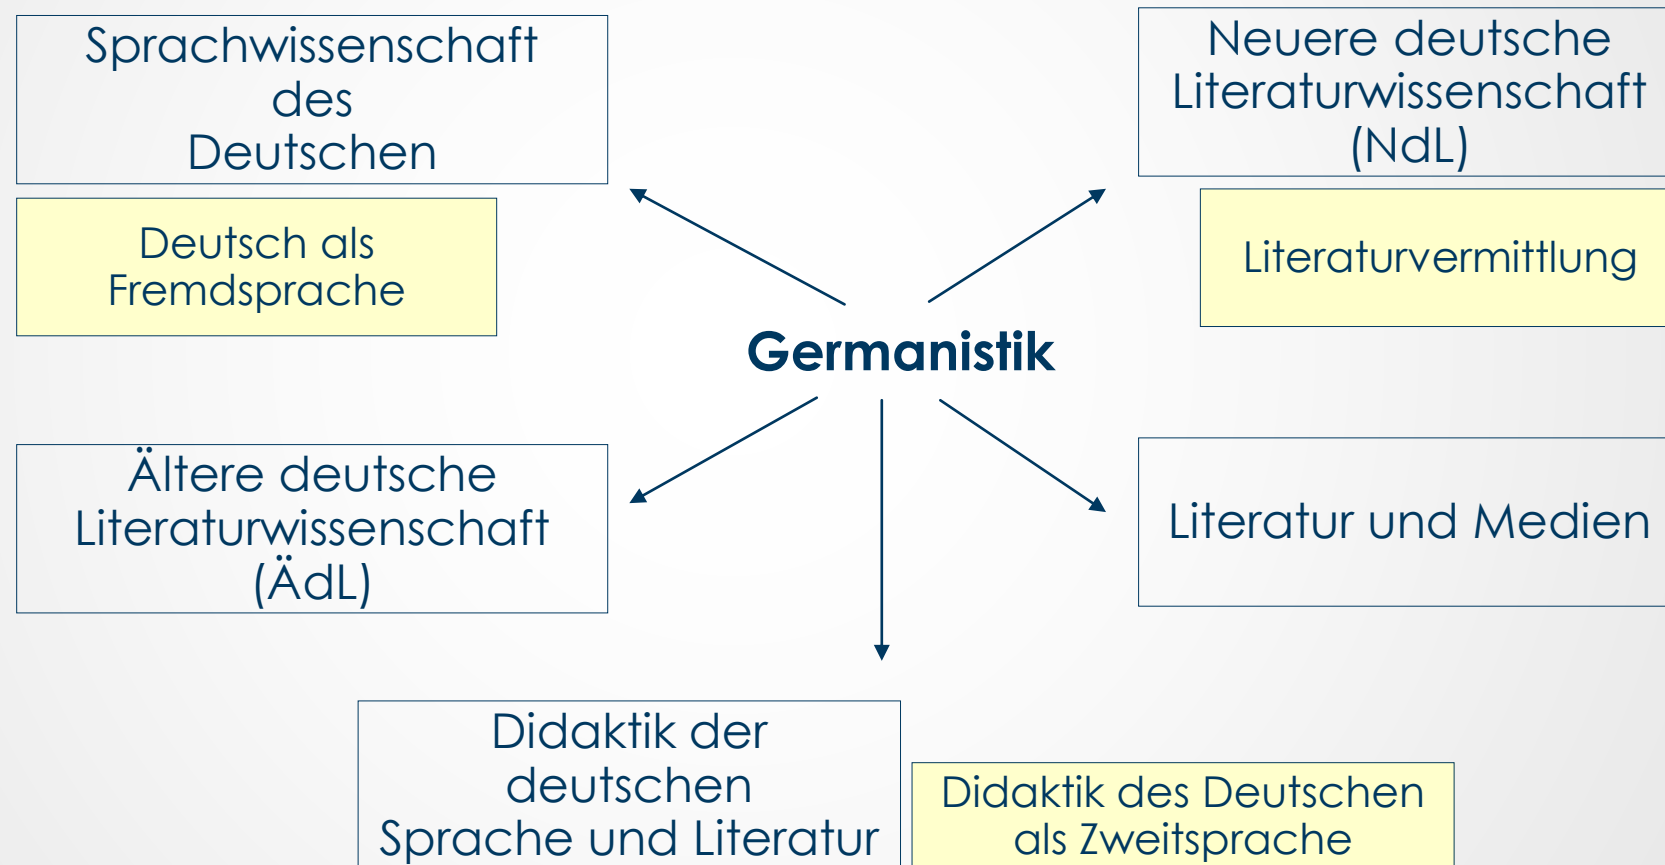 Sprachwissenschaft
des
Deutschen
Deutsch als
Fremdsprache
Neuere deutsche
Literaturwissenschaft
(NdL)
Literaturvermittlung
Germanistik
Ältere deutsche
Literaturwissenschaft
(ÄdL)
Literatur und Medien
Didaktik der
deutschen
Sprache und Literatur
Didaktik des Deutschen
als Zweitsprache